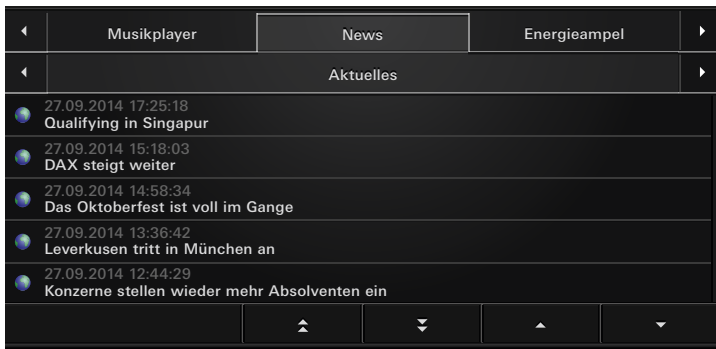 Musikplayer News Energieampel
Aktuelles
27.09.2014 17:25:18
Qualifying in Singapur
27.09.2014 15:18:03
DAX steigt weiter
27.09.2014 14:58:34
Das Oktoberfest ist voll im Gange
27.09.2014 13:36:42
Leverkusen tritt in München an
27.09.2014 12:44:29
Konzerne stellen wieder mehr Absolventen ein